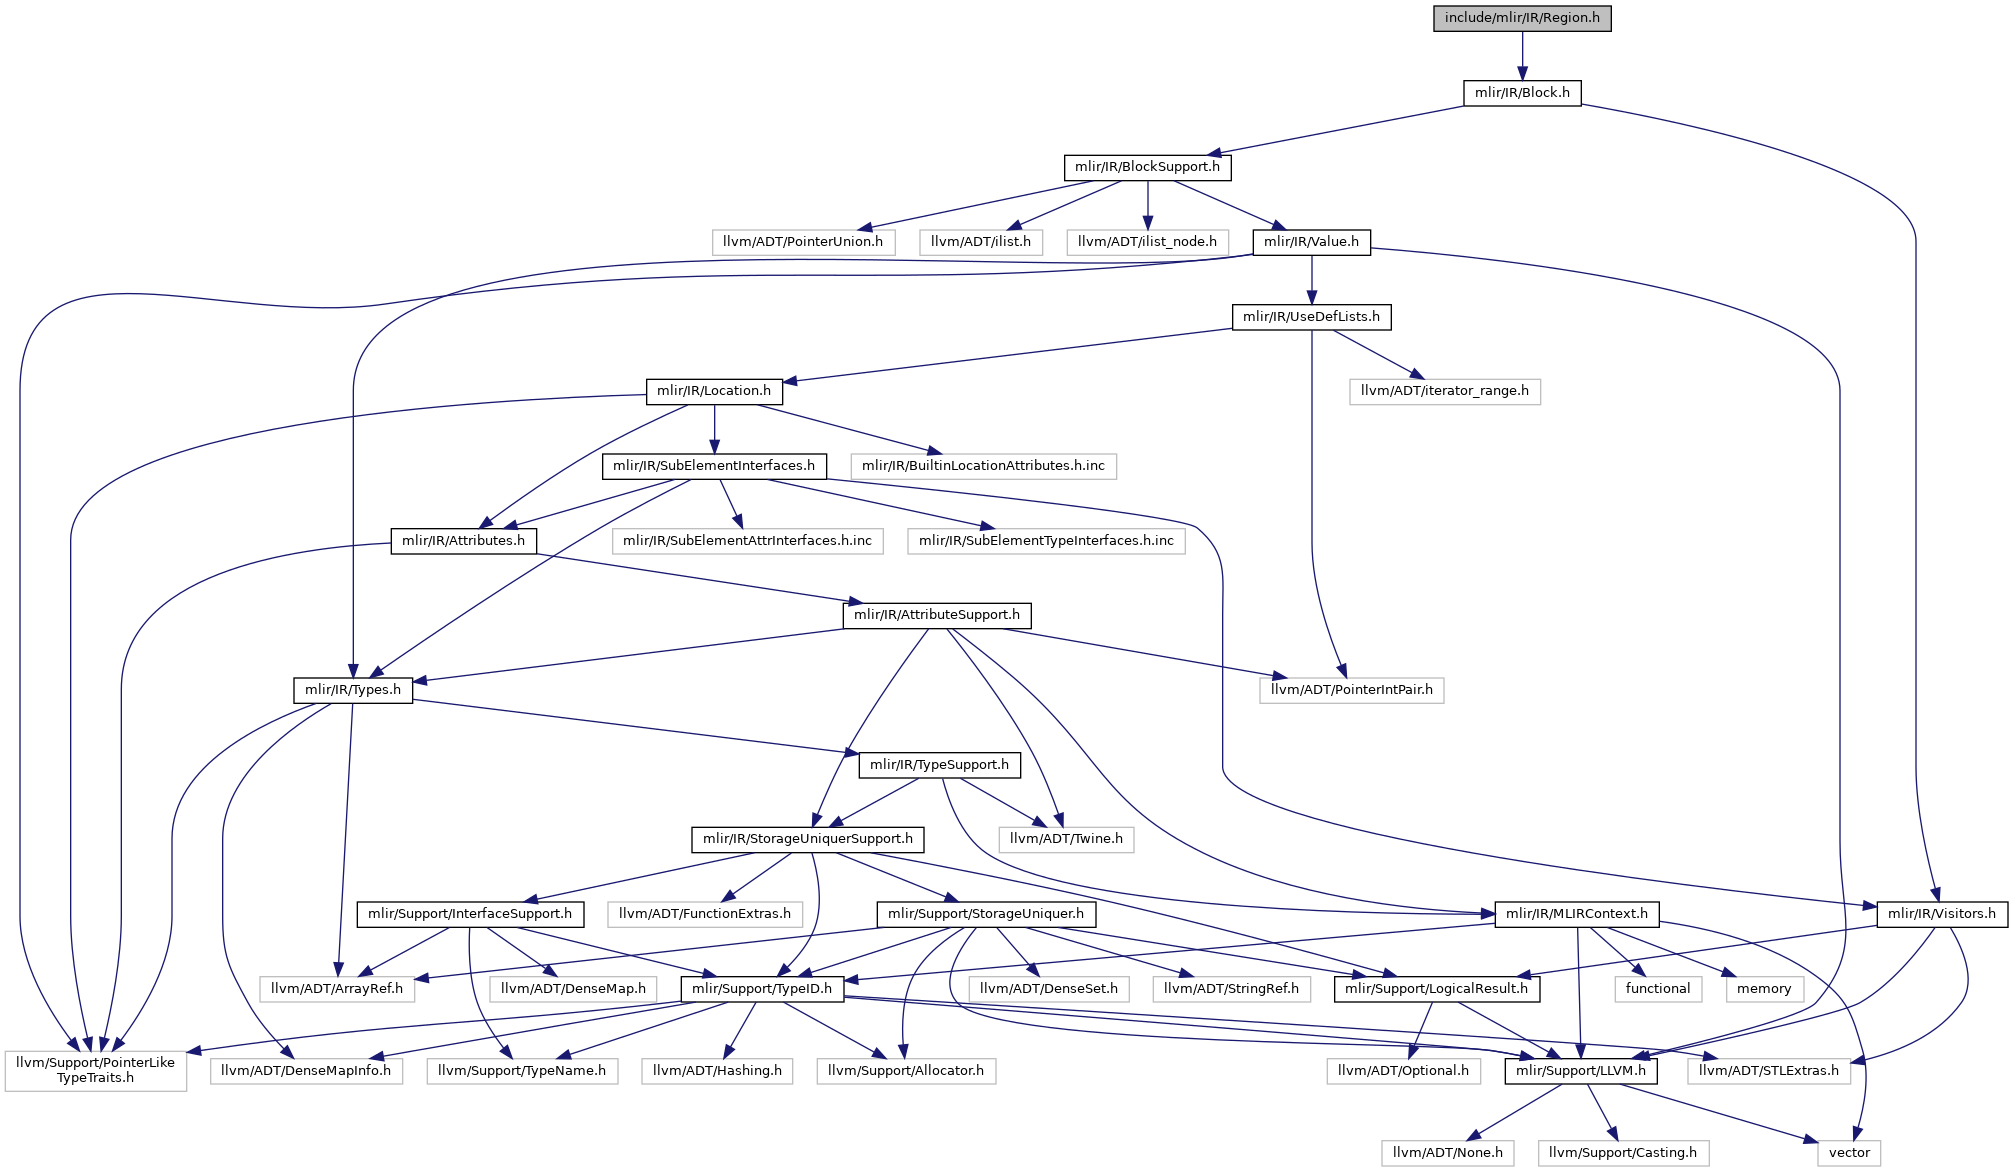 include/mlir/IR/Region.h
mlir/IR/Block.h
mlir/IR/BlockSupport.h
llvm/ADT/PointerUnion.h
llvm/ADT/ilist.h
llvm/ADT/ilist_node.h
mlir/IR/Value.h
mlir/IR/UseDefLists.h
mlir/IR/Location.h
llvm/ADT/iterator_range.h
mlir/IR/SubElementInterfaces.h
mlir/IR/BuiltinLocationAttributes.h.inc
mlir/IR/Attributes.h
mlir/IR/SubElementAttrInterfaces.h.inc
mlir/IR/SubElementTypeInterfaces.h.inc
mlir/IR/AttributeSupport.h
mlir/IR/Types.h
llvm/ADT/PointerIntPair.h
mlir/IR/TypeSupport.h
mlir/IR/StorageUniquerSupport.h
llvm/ADT/Twine.h
mlir/Support/InterfaceSupport.h
llvm/ADT/FunctionExtras.h
mlir/Support/StorageUniquer.h
mlir/IR/MLIRContext.h
mlir/IR/Visitors.h
llvm/ADT/ArrayRef.h
llvm/ADT/DenseMap.h
mlir/Support/TypeID.h
llvm/ADT/DenseSet.h
llvm/ADT/StringRef.h
mlir/Support/LogicalResult.h
functional
memory
llvm/Support/PointerLike
TypeTraits.h
llvm/ADT/DenseMapInfo.h
llvm/Support/TypeName.h
llvm/ADT/Hashing.h
llvm/Support/Allocator.h
llvm/ADT/Optional.h
mlir/Support/LLVM.h
llvm/ADT/STLExtras.h
llvm/ADT/None.h
llvm/Support/Casting.h
vector